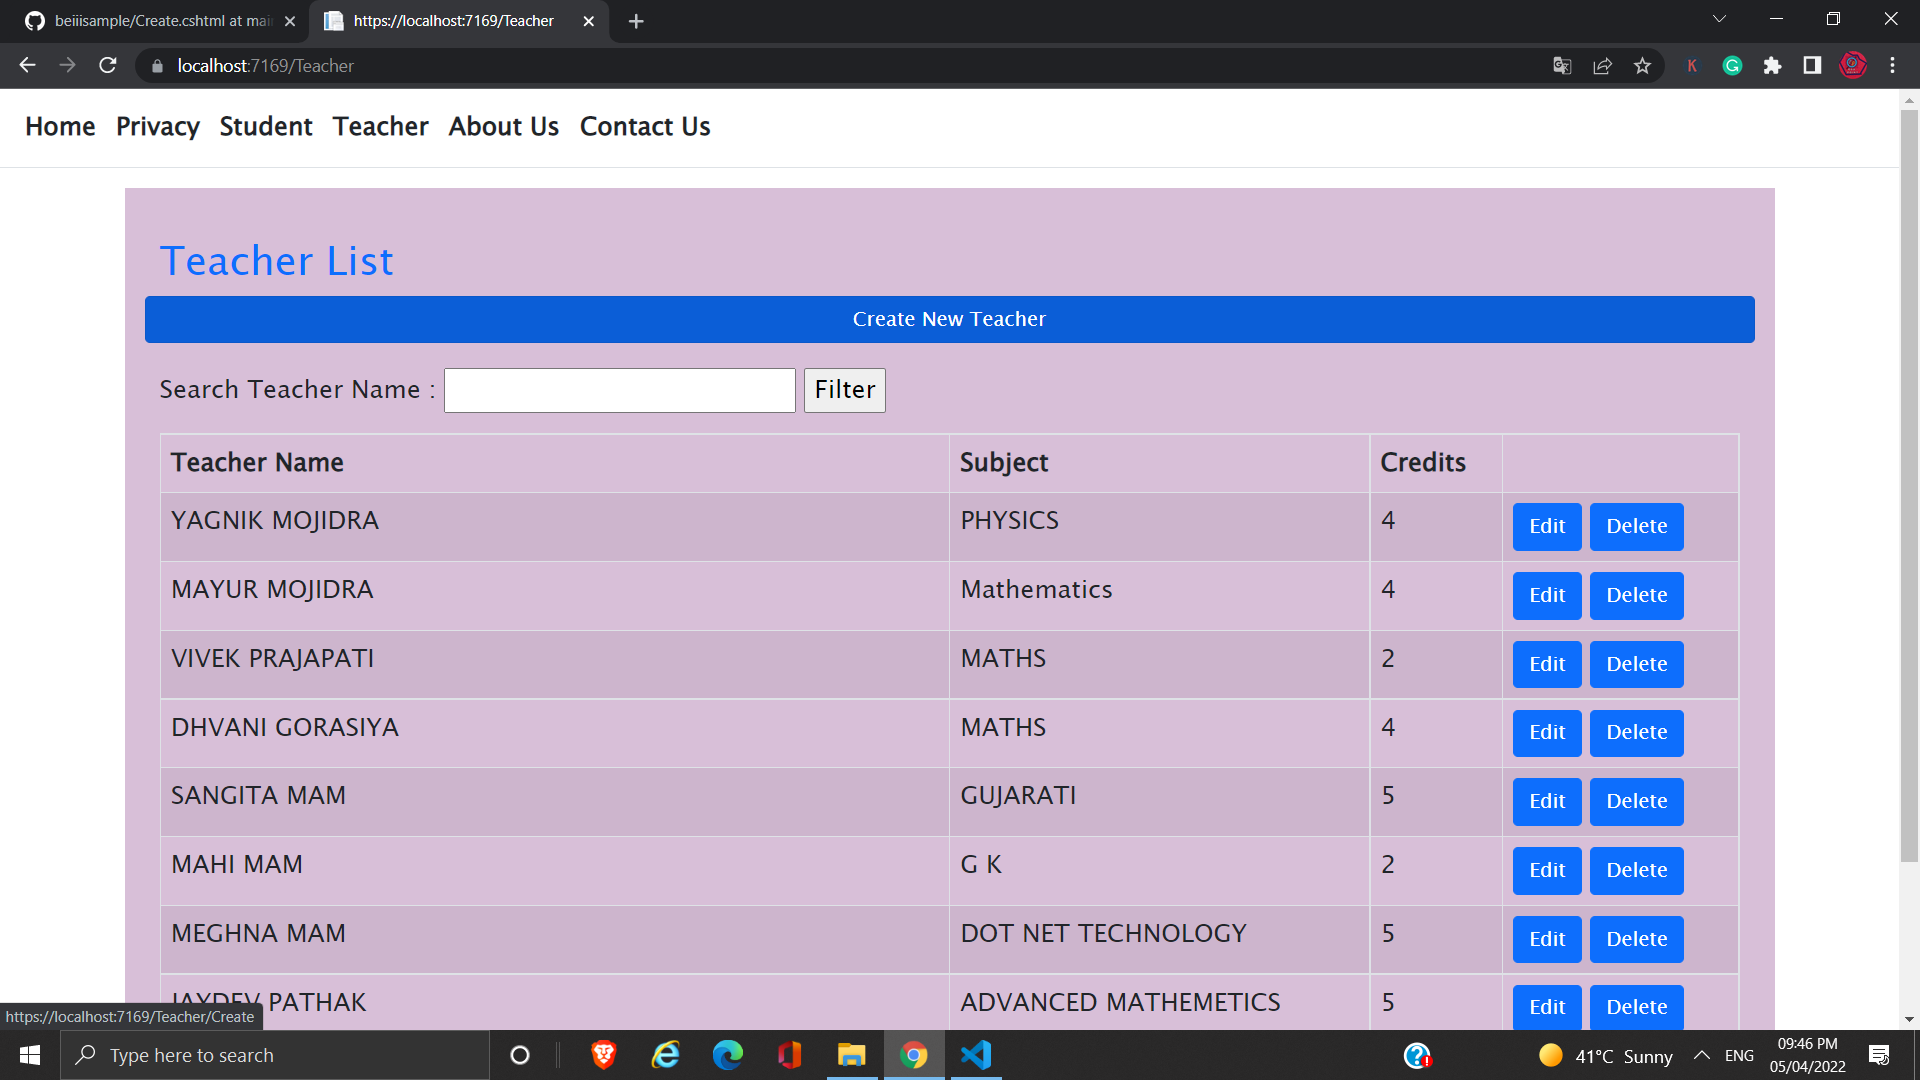 beiiisample/Create.cshtml at mai
https://localhost:7169/Teacher
localhost:7169/Teacher
Home Privacy Student Teacher About Us Contact Us
Teacher List
Create New Teacher
Search Teacher Name : Filter
Teacher Name Subject Credits
YAGNIK MOJIDRA PHYSICS 4 Edit Delete
MAYUR MOJIDRA Mathematics 4 Edit Delete
VIVEK PRAJAPATI MATHS 2 Edit Delete
DHVANI GORASIYA MATHS 4 Edit Delete
SANGITA MAM GUJARATI 5 Edit Delete
MAHI MAM G K 2 Edit Delete
MEGHNA MAM DOT NET TECHNOLOGY 5 Edit Delete
JAYDEV PATHAK ADVANCED MATHEMETICS 5 Edit Delete
https://localhost:7169/Teacher/Create
Type here to search
41°C Sunny
ENG
09:46 PM
05/04/2022